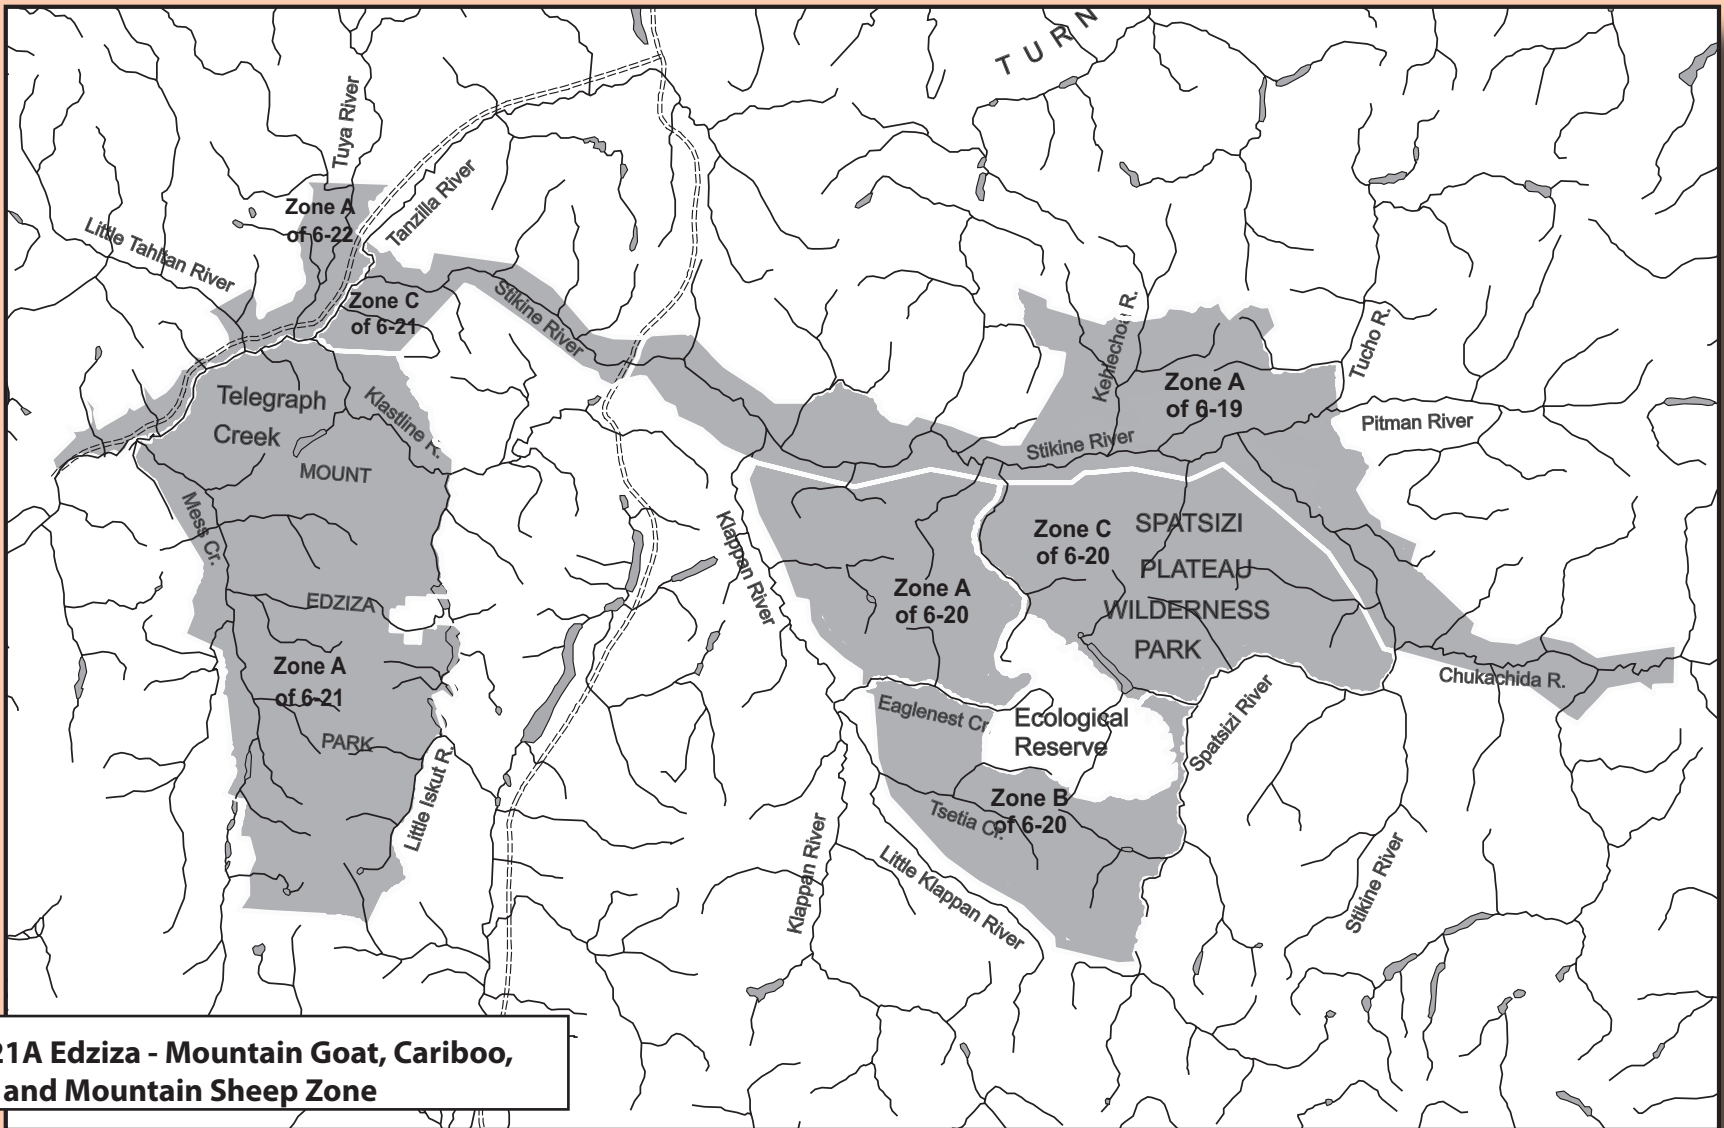 TURN
Tuya River
Zone A
of 6-22
Tanzilla River
Little Tahltan River
Zone C
of 6-21
Stikine River
Kehlechoa R.
Tucho R.
Zone A
of 6-19
Telegraph
Creek
Klastline R.
Pitman River
Stikine River
MOUNT
Mess Cr.
Klappan River
Zone C
of 6-20
SPATSIZI
PLATEAU
WILDERNESS
PARK
Zone A
of 6-20
EDZIZA
Zone A
of 6-21
PARK
Chukachida R.
Eaglenest Cr
Ecological
Reserve
Spatsizi River
Little Iskut R.
Zone B
of 6-20
Tsetia Cr.
Klappan River
Little Klappan River
Stikine River
21A Edziza - Mountain Goat, Cariboo,
and Mountain Sheep Zone